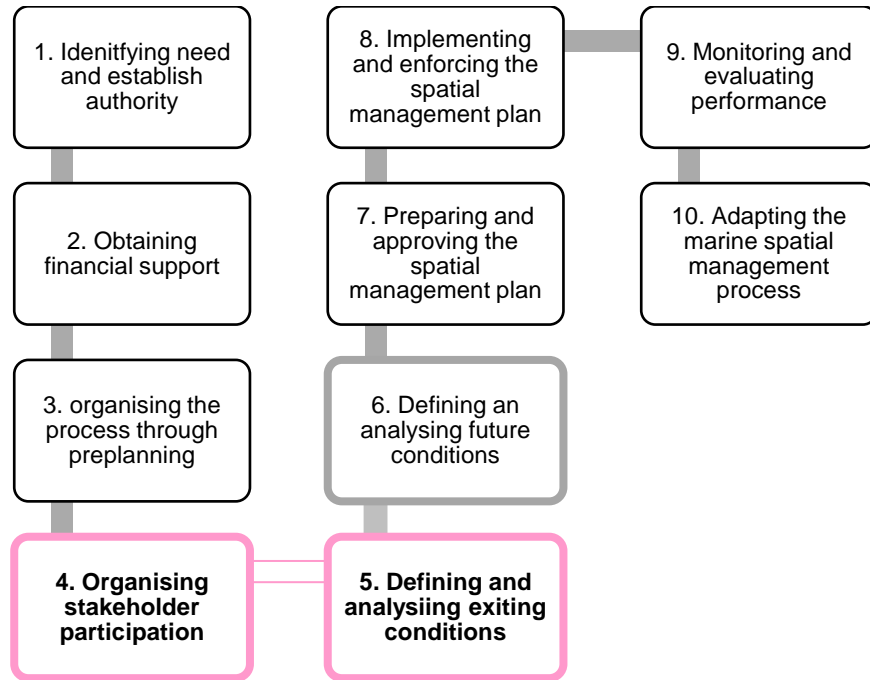 1. Idenitfying need
and establish
authority
2. Obtaining
financial support
3. organising the
process through
preplanning
4. Organising
stakeholder
participation
5. Defining and
analysiing exiting
conditions
6. Defining an
analysing future
conditions
7. Preparing and
approving the
spatial
management plan
8. Implementing
and enforcing the
spatial
management plan
9. Monitoring and
evaluating
performance
10. Adapting the
marine spatial
management
process